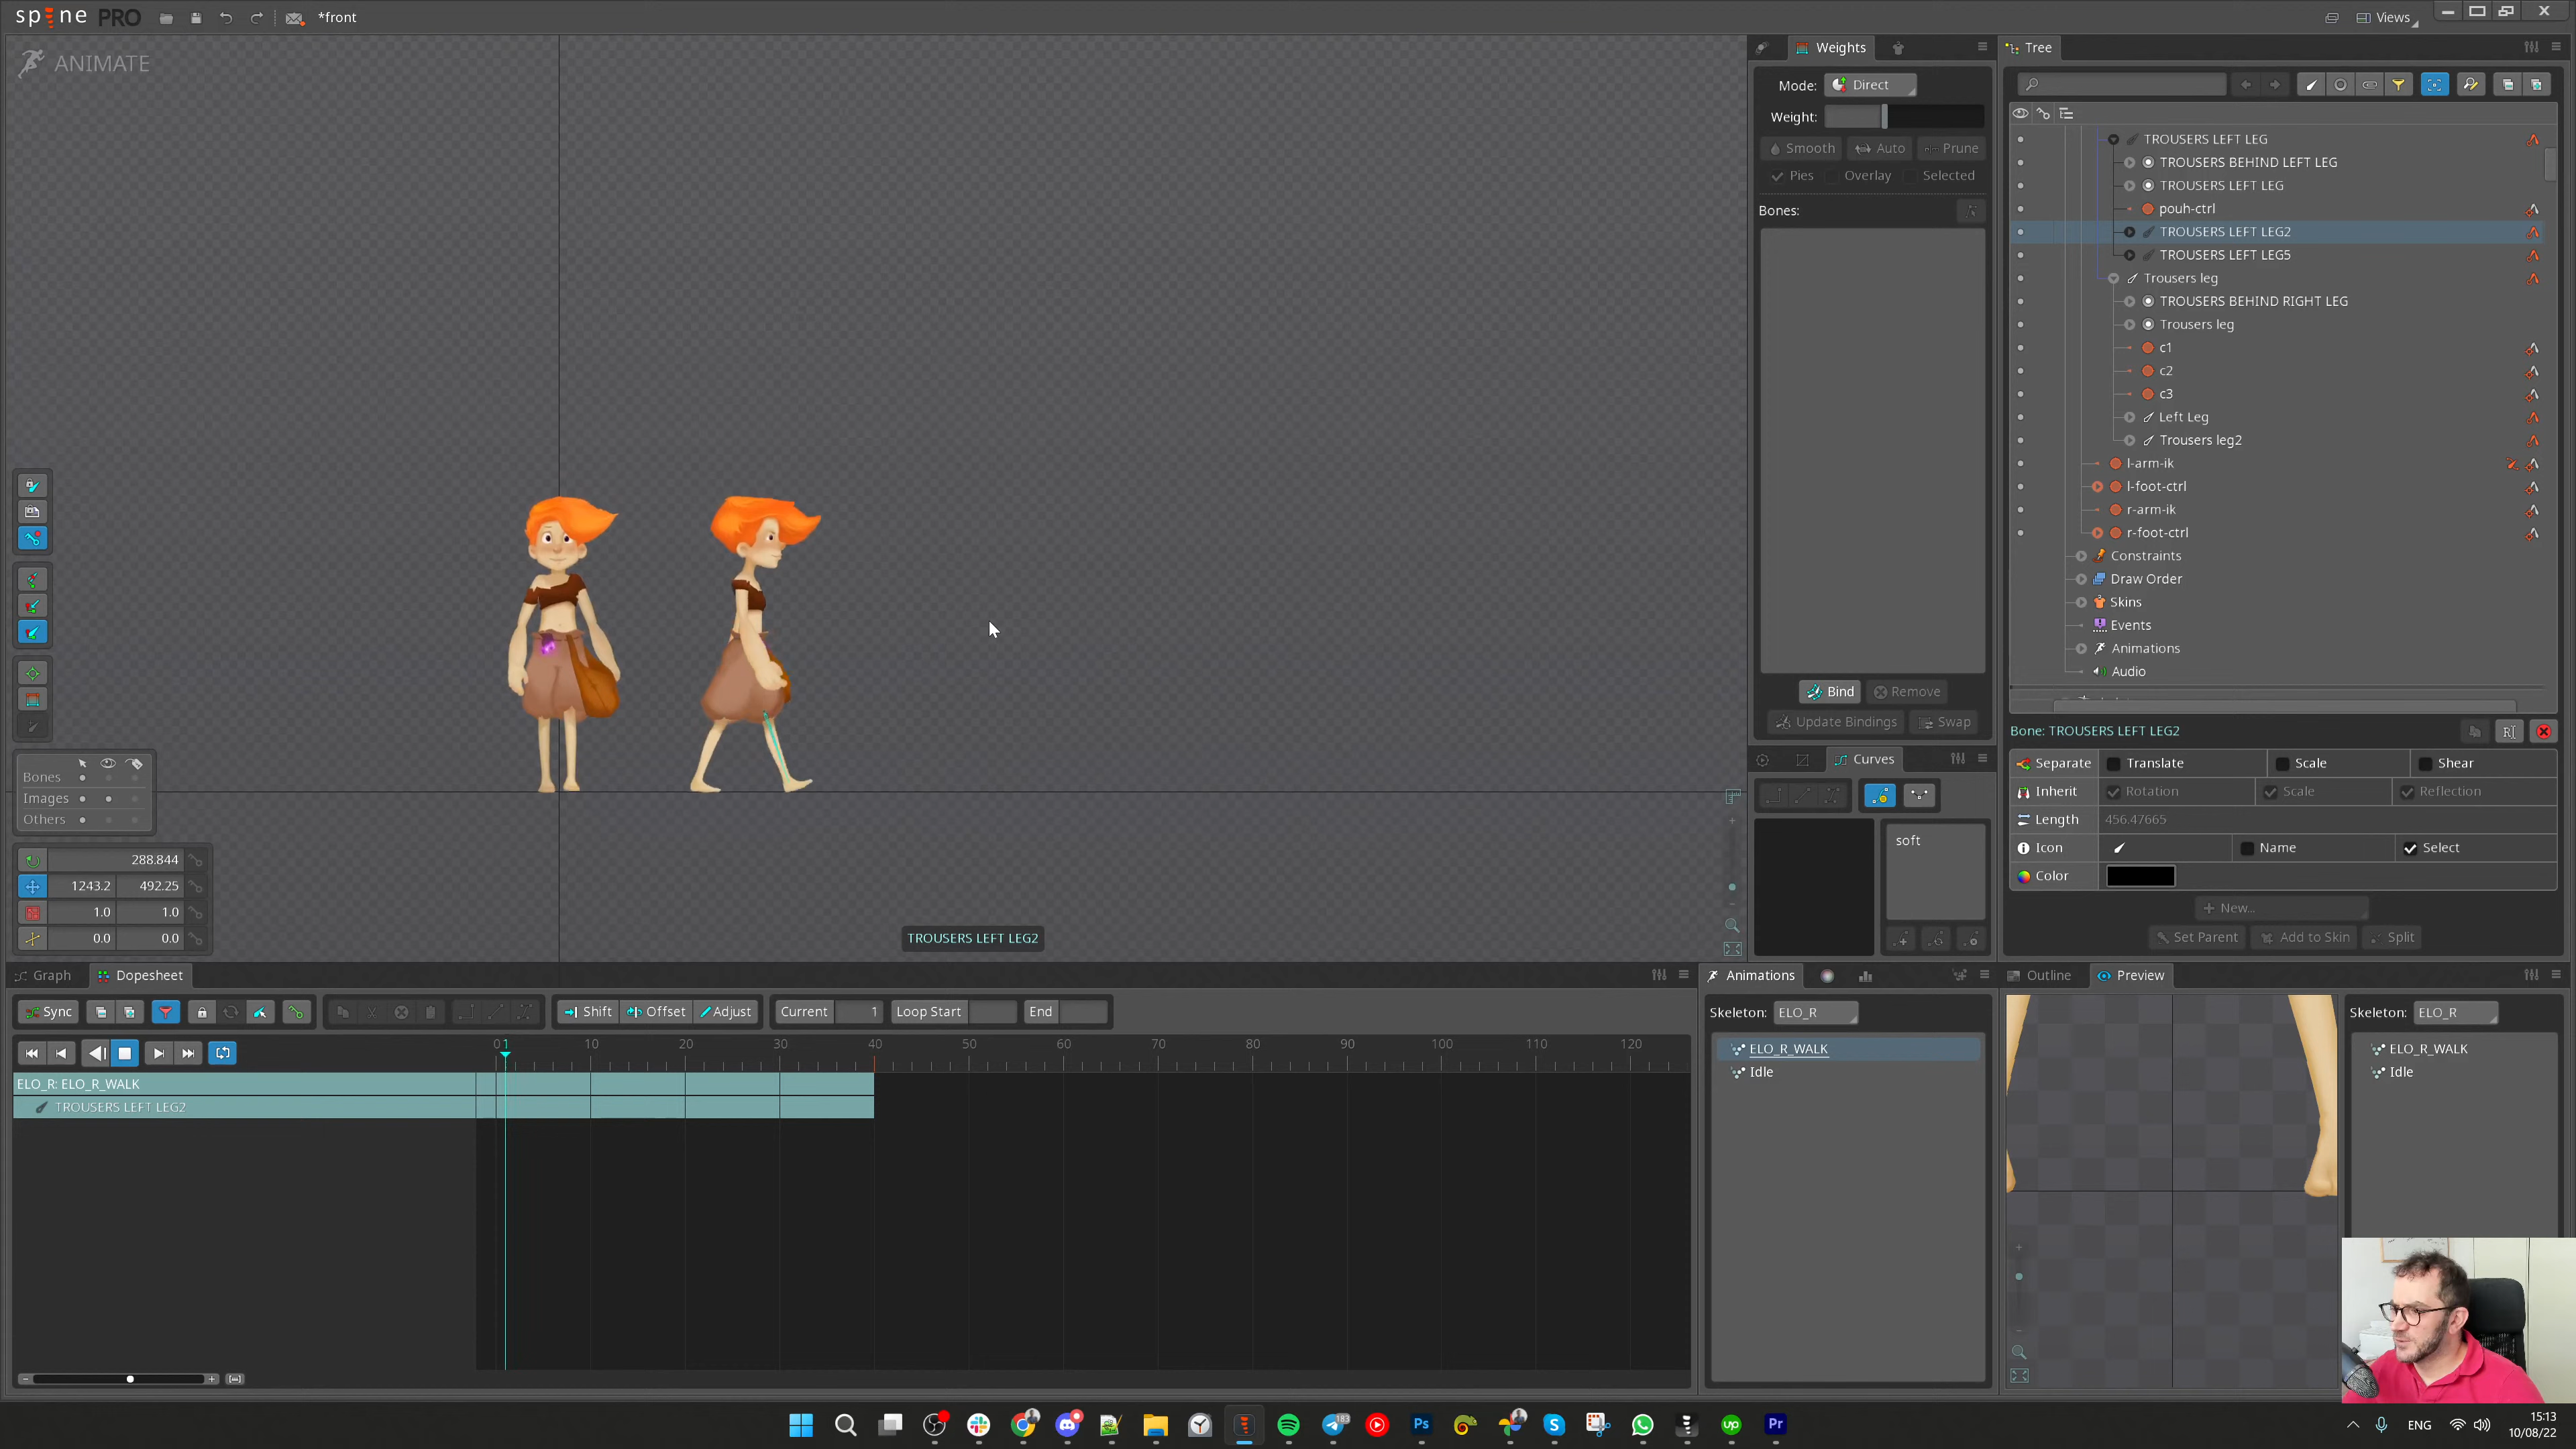 spine PRO
*front
Views
ANIMATE
Weights
Mode: Direct
Weight:
Smooth Auto Prune
Pies Overlay Selected
Bones:
Bind Remove
Update Bindings Swap
Curves
soft
Tree
TROUSERS LEFT LEG
TROUSERS BEHIND LEFT LEG
TROUSERS LEFT LEG
pouh-ctrl
TROUSERS LEFT LEG2
TROUSERS LEFT LEG5
Trousers leg
TROUSERS BEHIND RIGHT LEG
Trousers leg
c1
c2
c3
Left Leg
Trousers leg2
l-arm-ik
l-foot-ctrl
r-arm-ik
r-foot-ctrl
Constraints
Draw Order
Skins
Events
Animations
Audio
Bone: TROUSERS LEFT LEG2
Separate Translate Scale Shear
Inherit Rotation Scale Reflection
Length 456.47665
Icon Name Select
Color
New...
Set Parent Add to Skin Split
Bones
Images
Others
288.844
1243.2 492.25
1.0 1.0
0.0 0.0
TROUSERS LEFT LEG2
Graph Dopesheet
Sync Shift Offset Adjust Current 1 Loop Start End
0 1 10 20 30 40 50 60 70 80 90 100 110 120
ELO_R: ELO_R_WALK
TROUSERS LEFT LEG2
Animations
Skeleton: ELO_R
ELO_R_WALK
Idle
Outline Preview
Skeleton: ELO_R
ELO_R_WALK
Idle
183
Ps
up
Pr
ENG
15:13
10/08/22